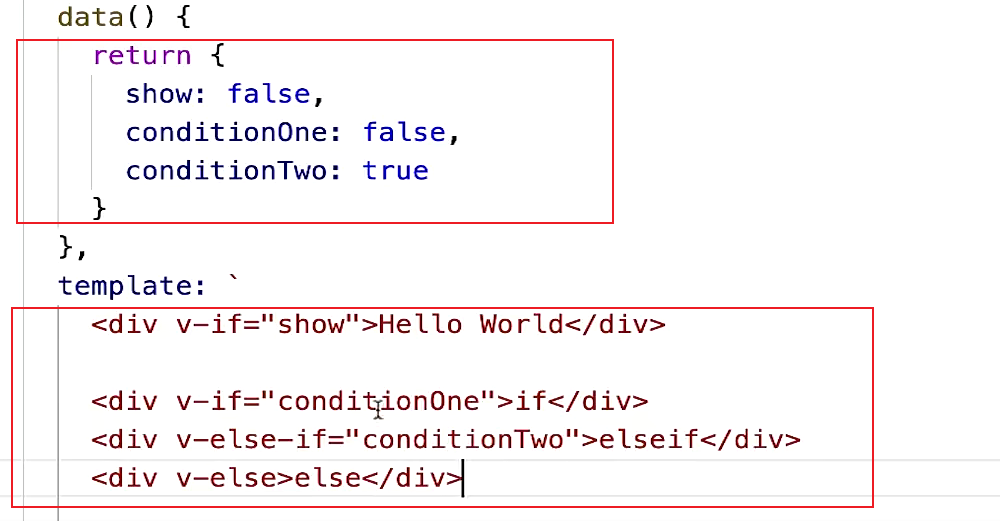 data() {
return {
show: false,
conditionOne: false,
conditionTwo: true
}
},
template: `
<div v-if="show">Hello World</div>
<div v-if="conditionOne">if</div>
<div v-else-if="conditionTwo">elseif</div>
<div v-else>else</div>